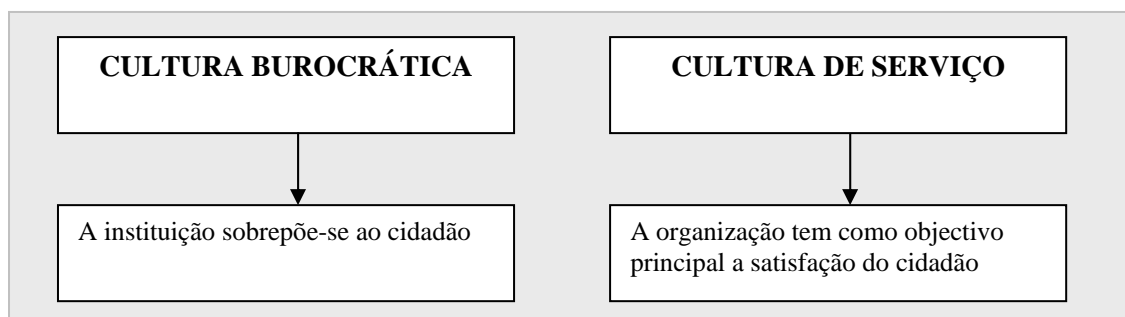 CULTURA BUROCRÁTICA
CULTURA DE SERVIÇO
A instituição sobrepõe-se ao cidadão
A organização tem como objectivo
principal a satisfação do cidadão